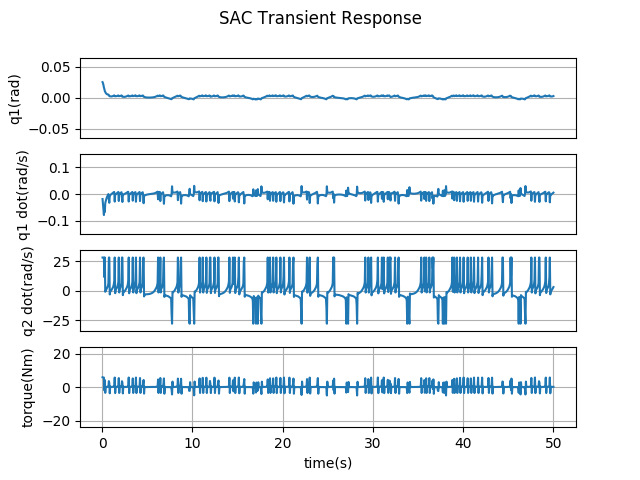 SAC Transient Response
q1(rad)
0.05
0.00
−0.05
q1 dot(rad/s)
0.1
0.0
−0.1
q2 dot(rad/s)
25
0
−25
torque(Nm)
20
0
−20
0 10 20 30 40 50
time(s)